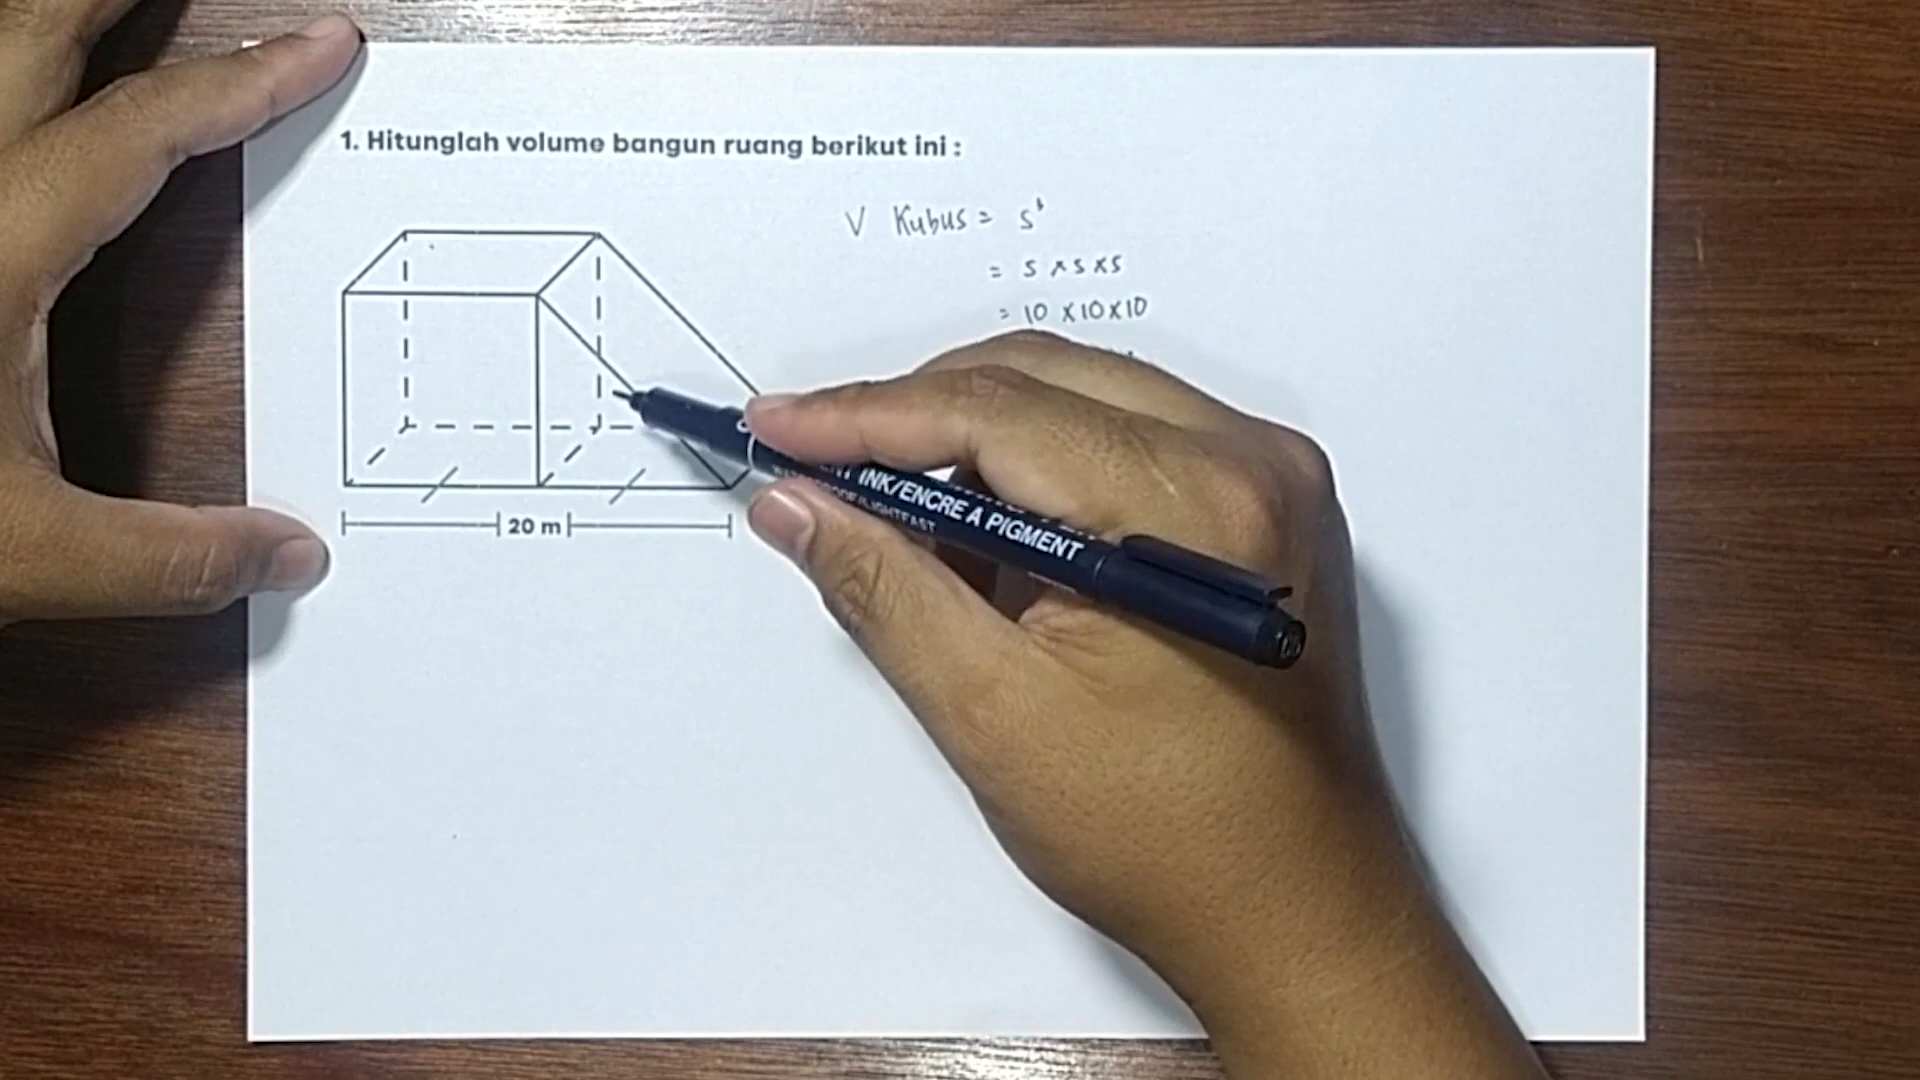 1. Hitunglah volume bangun ruang berikut ini :
V Kubus = s³
= s x s x s
= 10 x 10 x 10
20 m
INK/ENCRE A PIGMENT